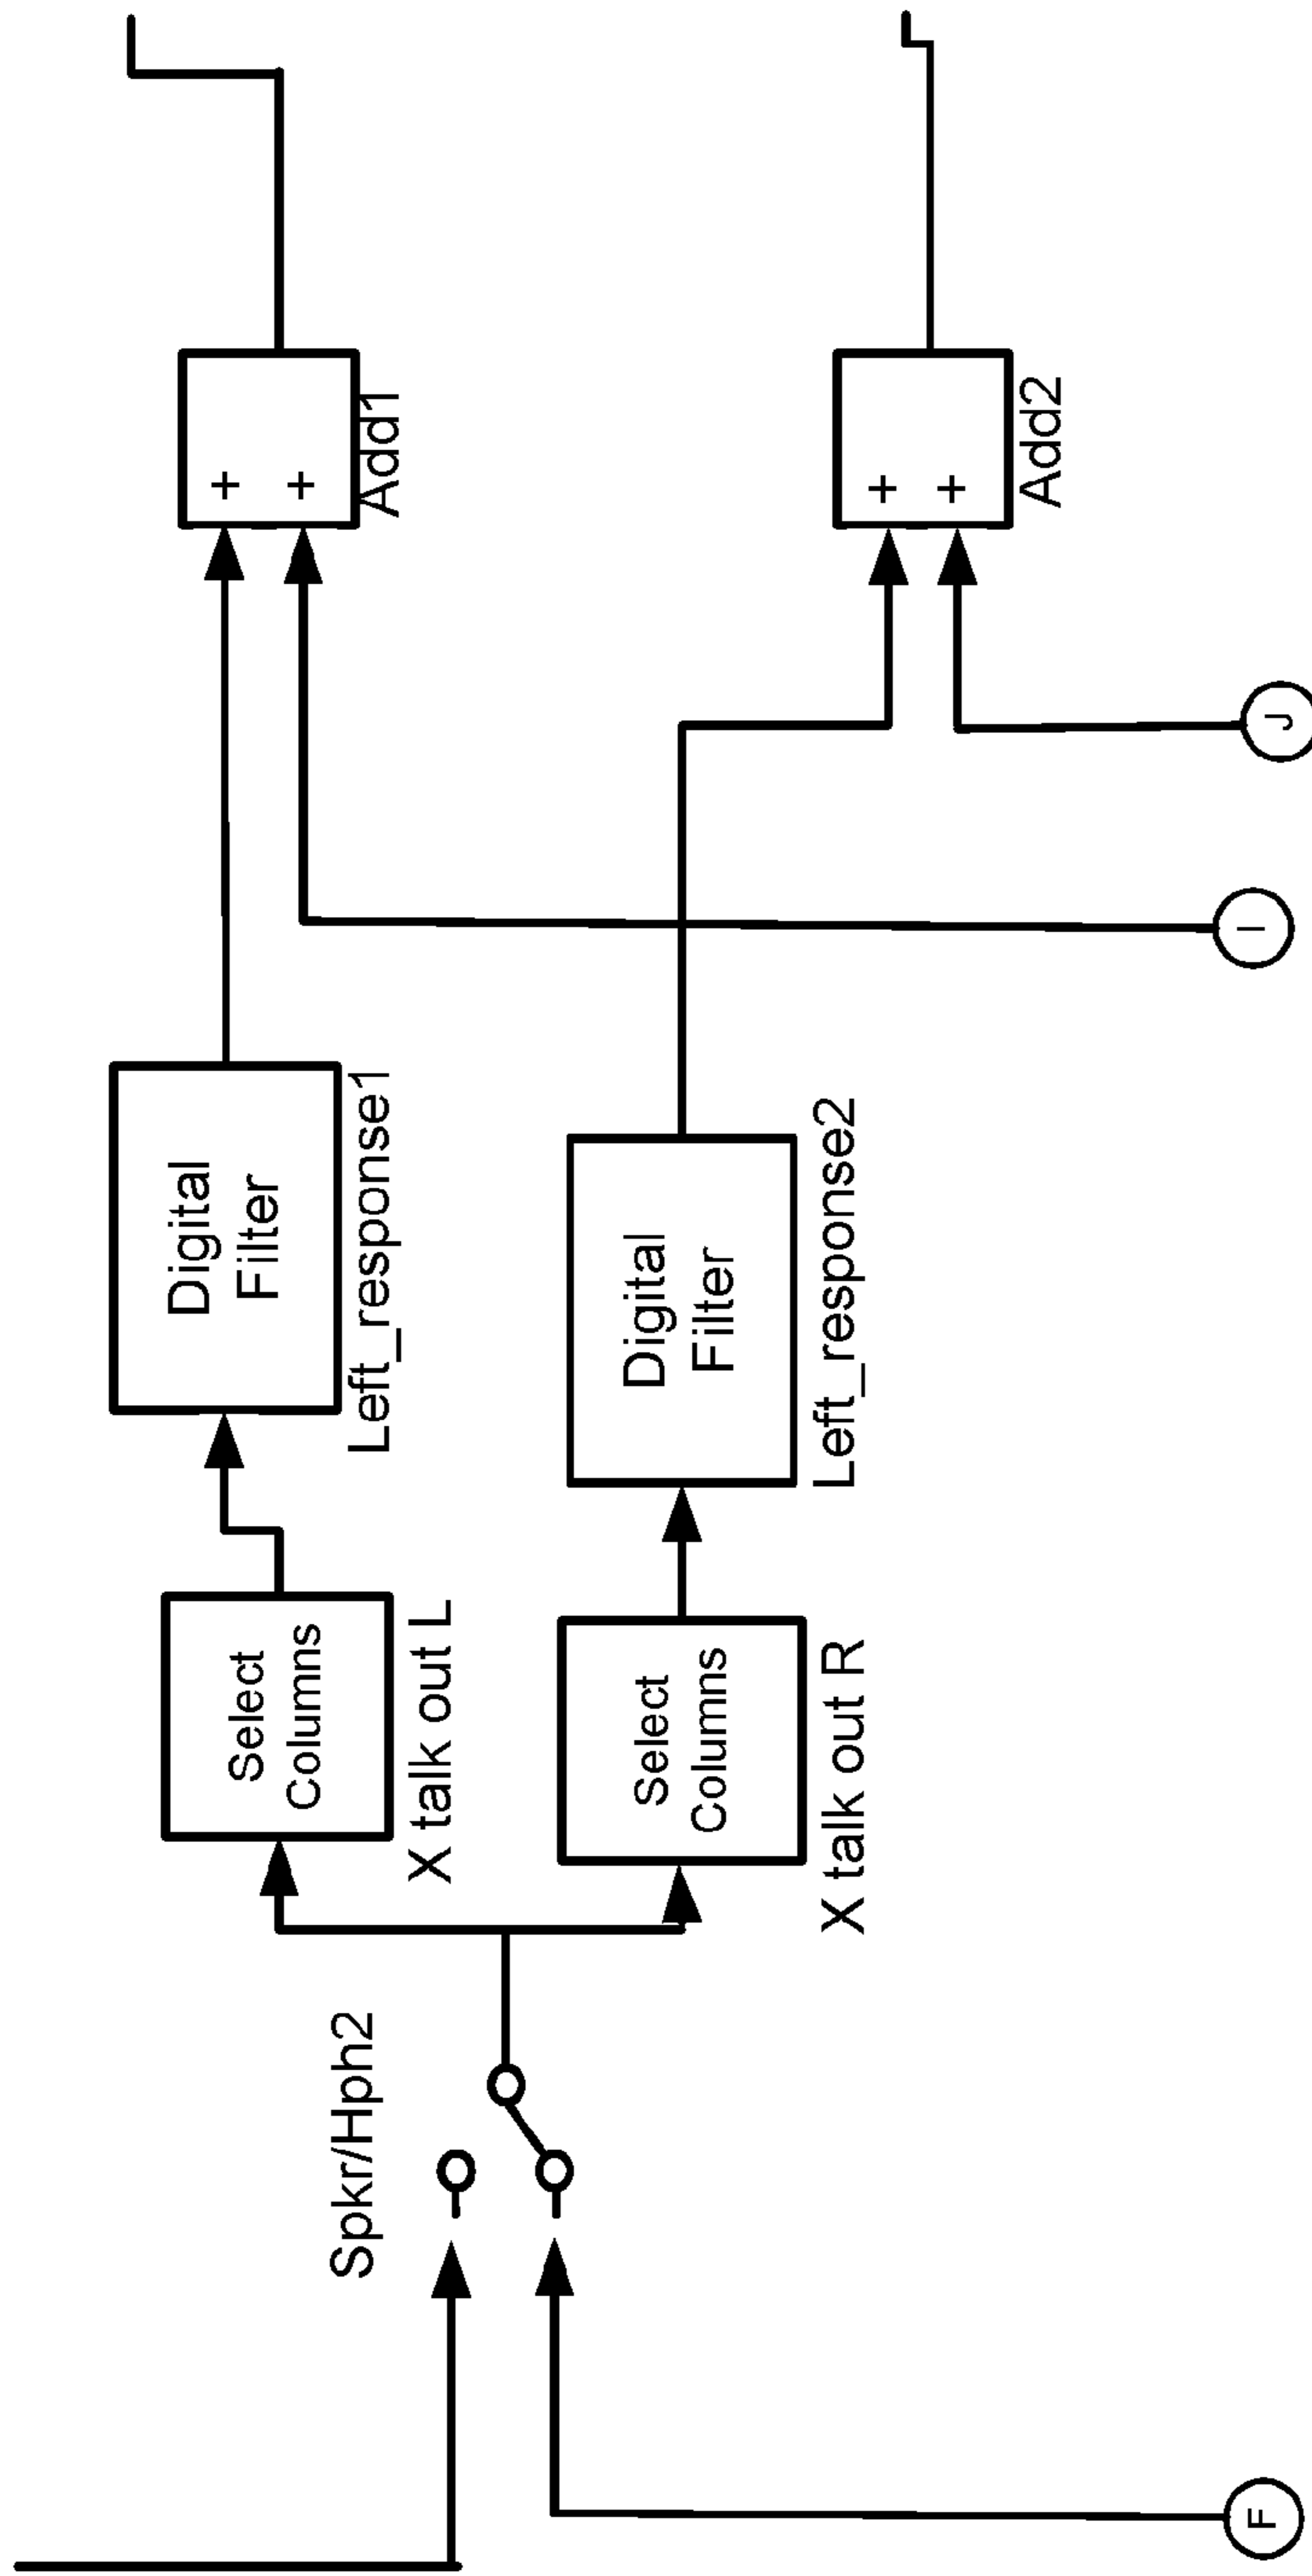 Spkr/Hph2
Select
Columns
X talk out L
Digital
Filter
Left_response1
+
+
Add1
Select
Columns
X talk out R
Digital
Filter
Left_response2
+
+
Add2
F
I
J